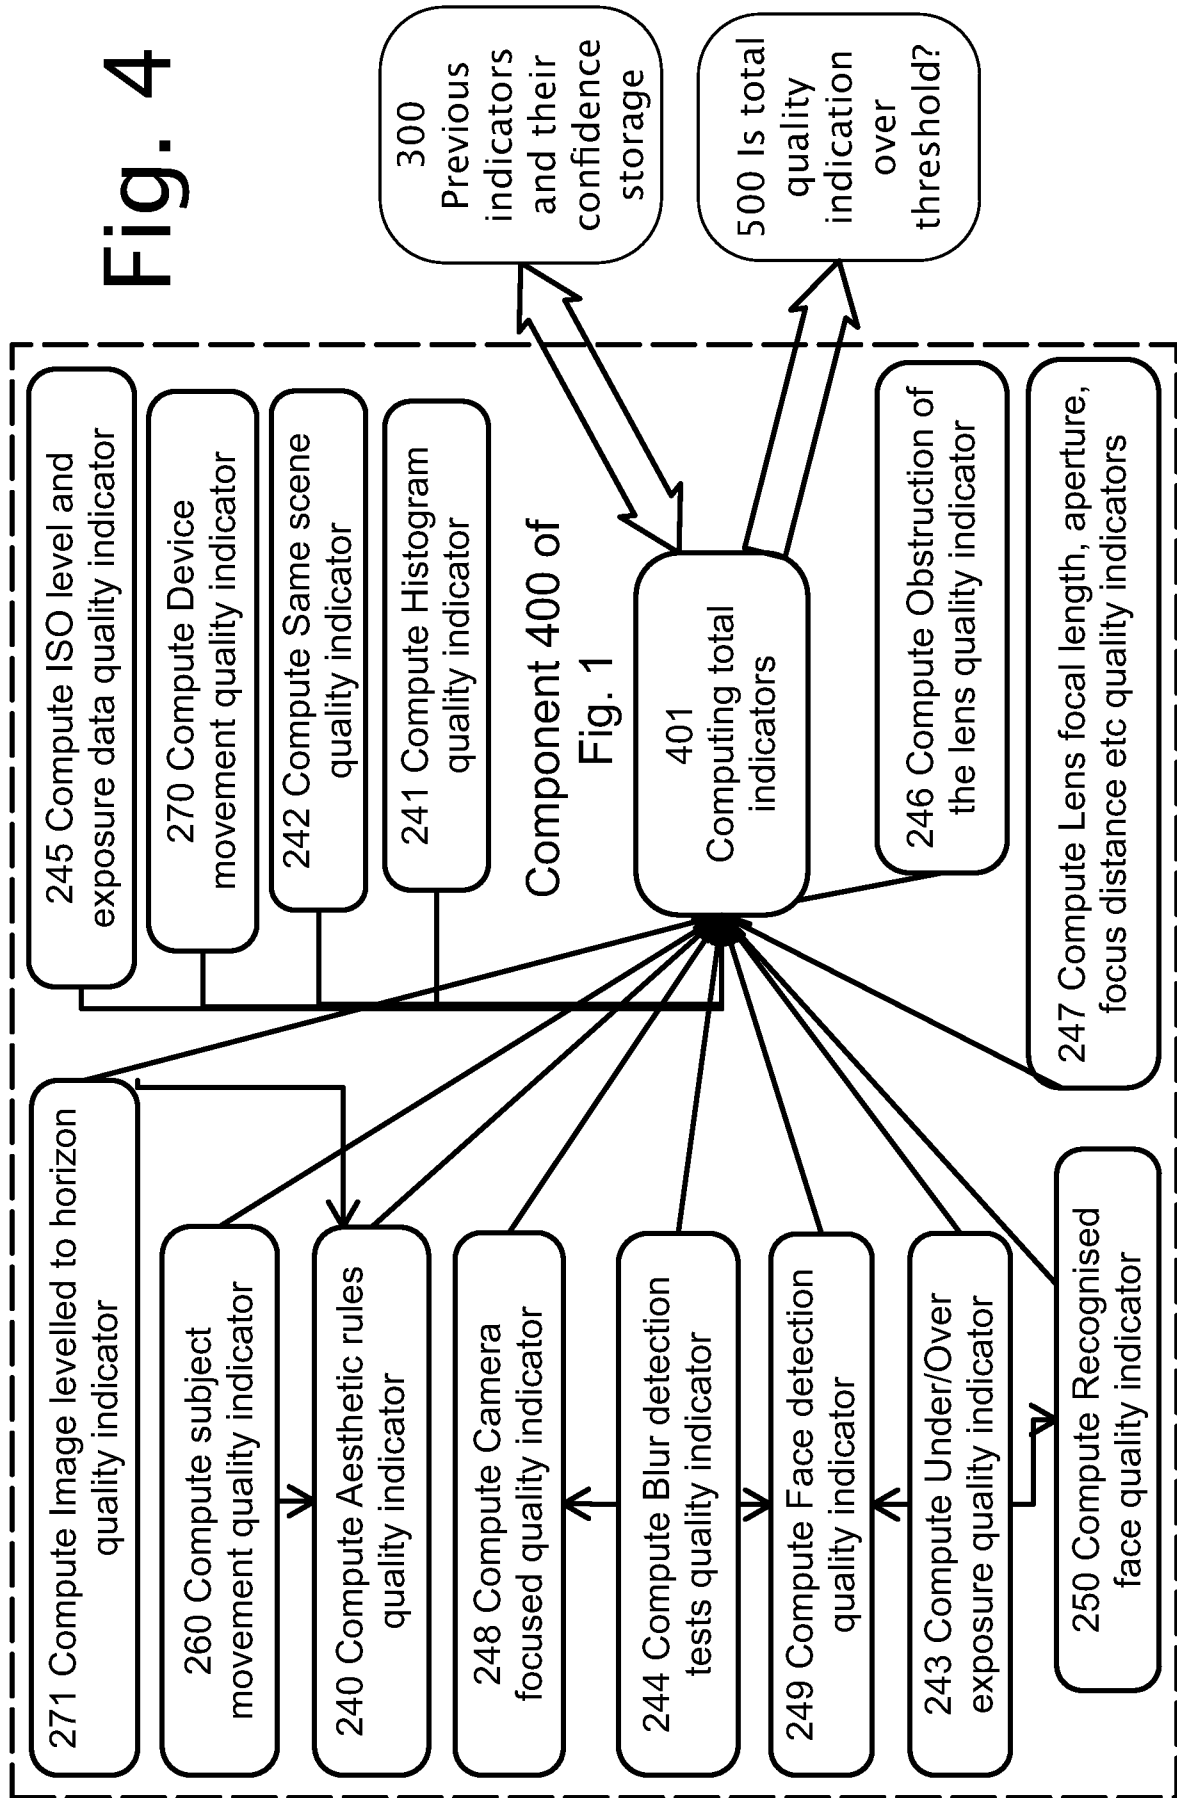 Fig. 4
271 Compute Image levelled to horizon
quality indicator
260 Compute subject
movement quality indicator
240 Compute Aesthetic rules
quality indicator
248 Compute Camera
focused quality indicator
244 Compute Blur detection
tests quality indicator
249 Compute Face detection
quality indicator
243 Compute Under/Over
exposure quality indicator
250 Compute Recognised
face quality indicator
245 Compute ISO level and
exposure data quality indicator
270 Compute Device
movement quality indicator
242 Compute Same scene
quality indicator
241 Compute Histogram
quality indicator
Component 400 of
Fig. 1
401
Computing total
indicators
246 Compute Obstruction of
the lens quality indicator
247 Compute Lens focal length, aperture,
focus distance etc quality indicators
300
Previous
indicators
and their
confidence
storage
500 Is total
quality
indication
over
threshold?